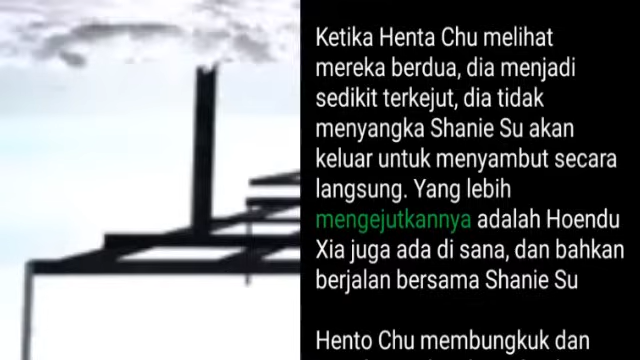 Ketika Henta Chu melihat
mereka berdua, dia menjadi
sedikit terkejut, dia tidak
menyangka Shanie Su akan
keluar untuk menyambut secara
langsung. Yang lebih
mengejutkannya adalah Hoendu
Xia juga ada di sana, dan bahkan
berjalan bersama Shanie Su
Hento Chu membungkuk dan